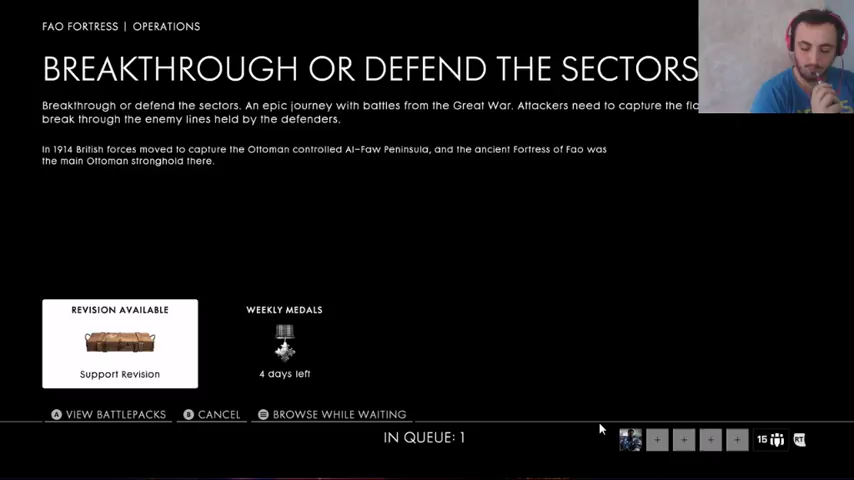 FAO FORTRESS | OPERATIONS
BREAKTHROUGH OR DEFEND THE SECTORS
Breakthrough or defend the sectors. An epic journey with battles from the Great War. Attackers need to capture the
break through the enemy lines held by the defenders.
In 1914 British forces moved to capture the Ottoman controlled Al-Faw Peninsula, and the ancient Fortress of Fao was
the main Ottoman stronghold there.
REVISION AVAILABLE
Support Revision
WEEKLY MEDALS
4 days left
A VIEW BATTLEPACKS B CANCEL BROWSE WHILE WAITING
IN QUEUE: 1
15 RT